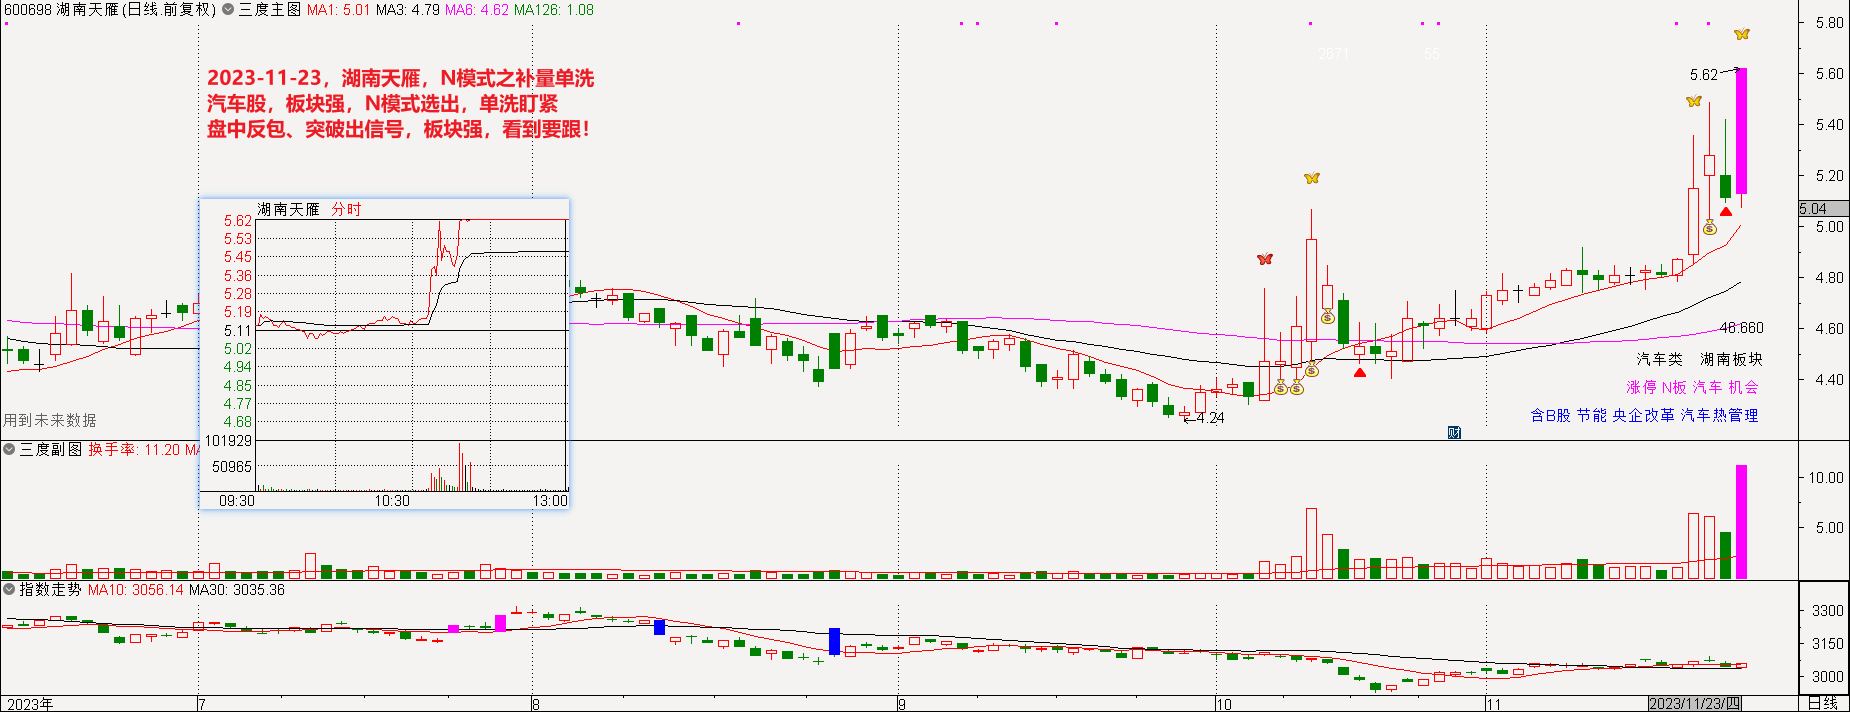 600698 湖南天雁(日线.前复权) 三度主图 MA1: 5.01 MA3: 4.79 MA6: 4.62 MA126: 1.08
5.80
2871 55
2023-11-23，湖南天雁，N模式之补量单洗
汽车股，板块强，N模式选出，单洗盯紧
盘中反包、突破出信号，板块强，看到要跟！
5.62
5.60
5.40
5.20
5.04
5.00
4.80
4.60
4.40
湖南天雁 分时
5.62
5.53
5.45
5.36
5.28
5.19
5.11
5.02
4.94
4.85
4.77
4.68
101929
50965
09:30 10:30 13:00
48.660
汽车类 湖南板块
涨停 N板 汽车 机会
含B股 节能 央企改革 汽车热管理
←4.24
财
用到未来数据
三度副图 换手率: 11.20 MA
10.00
5.00
指数走势 MA10: 3056.14 MA30: 3035.36
3300
3150
3000
2023年 7 8 9 10 11 2023/11/23/四 日线